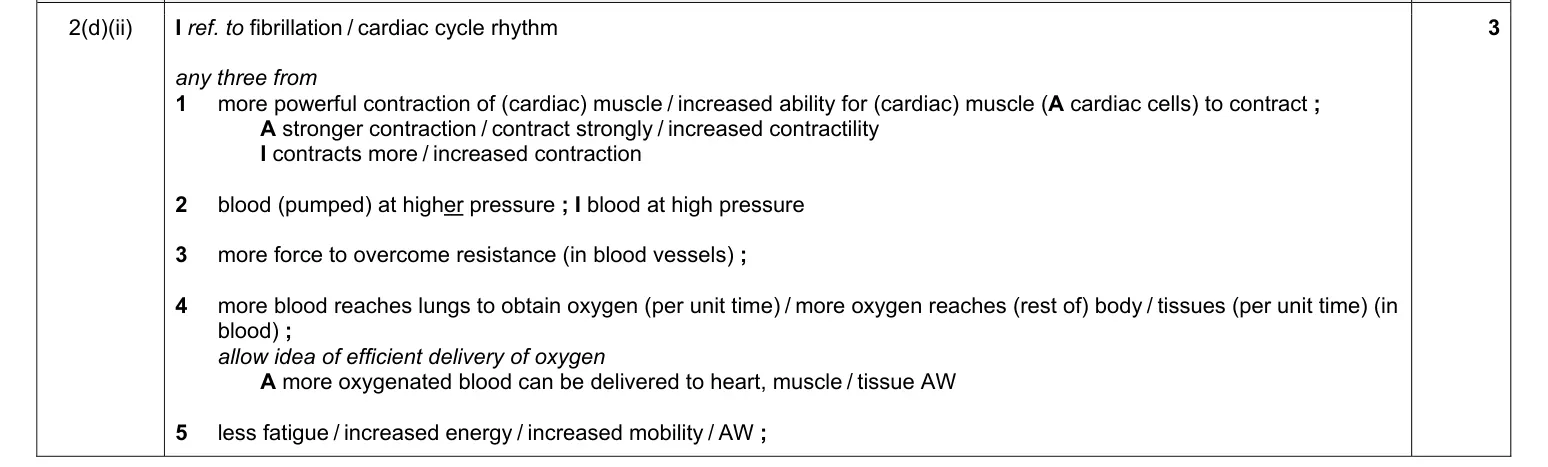 2(d)(ii) I ref. to fibrillation / cardiac cycle rhythm 3
any three from
1 more powerful contraction of (cardiac) muscle / increased ability for (cardiac) muscle (A cardiac cells) to contract ;
A stronger contraction / contract strongly / increased contractility
I contracts more / increased contraction
2 blood (pumped) at higher pressure ; I blood at high pressure
3 more force to overcome resistance (in blood vessels) ;
4 more blood reaches lungs to obtain oxygen (per unit time) / more oxygen reaches (rest of) body / tissues (per unit time) (in
blood) ;
allow idea of efficient delivery of oxygen
A more oxygenated blood can be delivered to heart, muscle / tissue AW
5 less fatigue / increased energy / increased mobility / AW ;